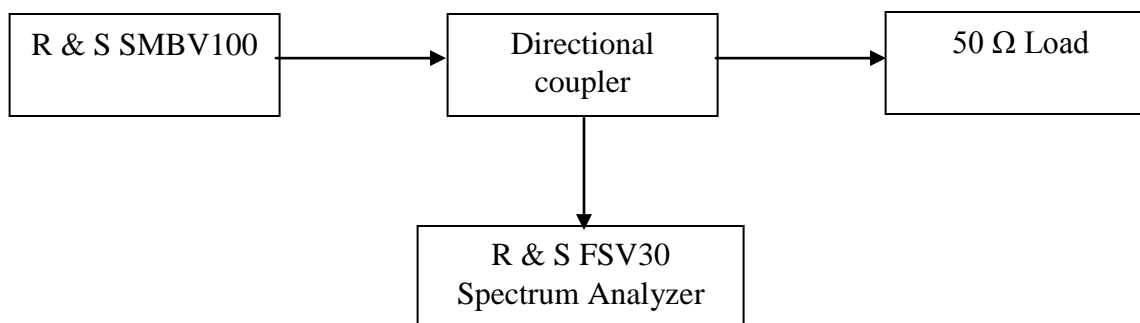 R & S SMBV100
Directional
coupler
50 Ω Load
R & S FSV30
Spectrum Analyzer